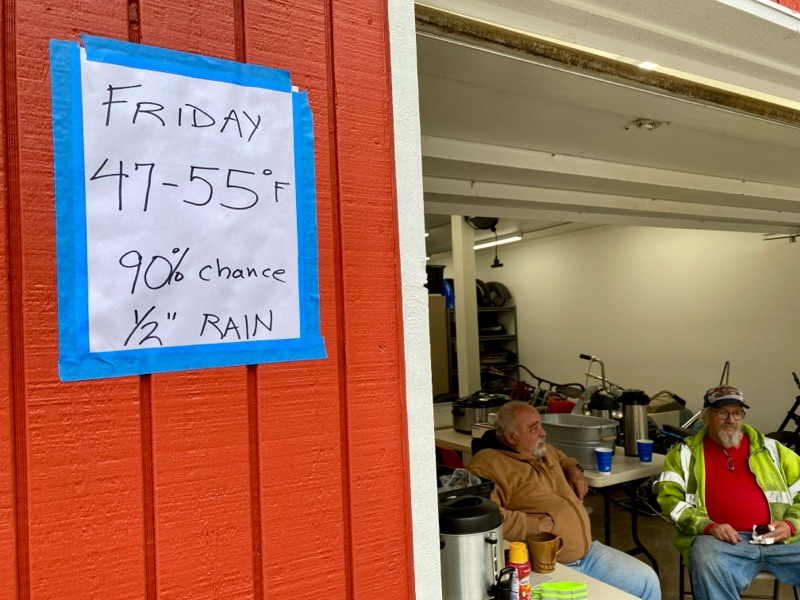 FRIDAY
47-55°F
90% chance
1/2" RAIN